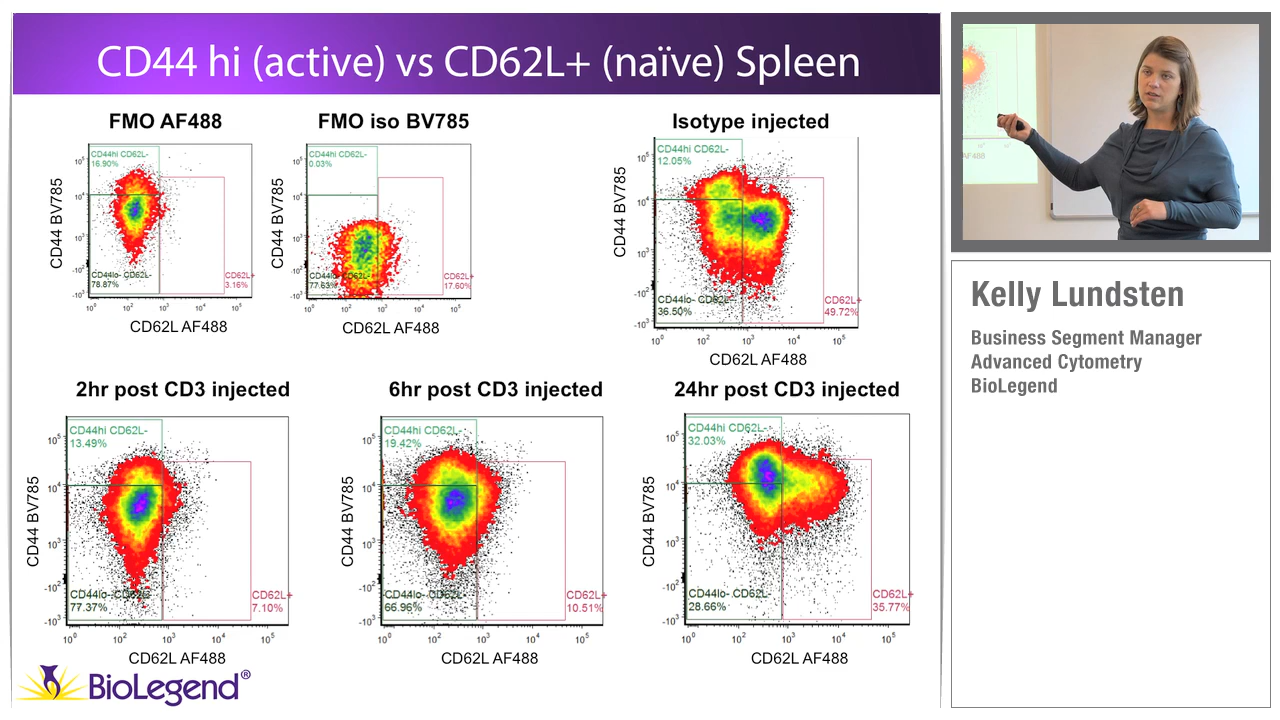 CD44 hi (active) vs CD62L+ (naïve) Spleen
FMO AF488
CD44hi CD62L-
16.90%
CD44lo- CD62L-
78.87%
CD62L+
3.16%
CD44 BV785
CD62L AF488
FMO iso BV785
CD44hi CD62L-
0.03%
CD44lo- CD62L-
77.63%
CD62L+
17.60%
CD44 BV785
CD62L AF488
Isotype injected
CD44hi CD62L-
12.05%
CD44lo- CD62L-
36.50%
CD62L+
49.72%
CD44 BV785
CD62L AF488
2hr post CD3 injected
CD44hi CD62L-
13.49%
CD44lo- CD62L-
77.37%
CD62L+
7.10%
CD44 BV785
CD62L AF488
6hr post CD3 injected
CD44hi CD62L-
19.42%
CD44lo- CD62L-
66.96%
CD62L+
10.51%
CD44 BV785
CD62L AF488
24hr post CD3 injected
CD44hi CD62L-
32.03%
CD44lo- CD62L-
28.66%
CD62L+
35.77%
CD44 BV785
CD62L AF488
BioLegend®
AF488
Kelly Lundsten
Business Segment Manager
Advanced Cytometry
BioLegend